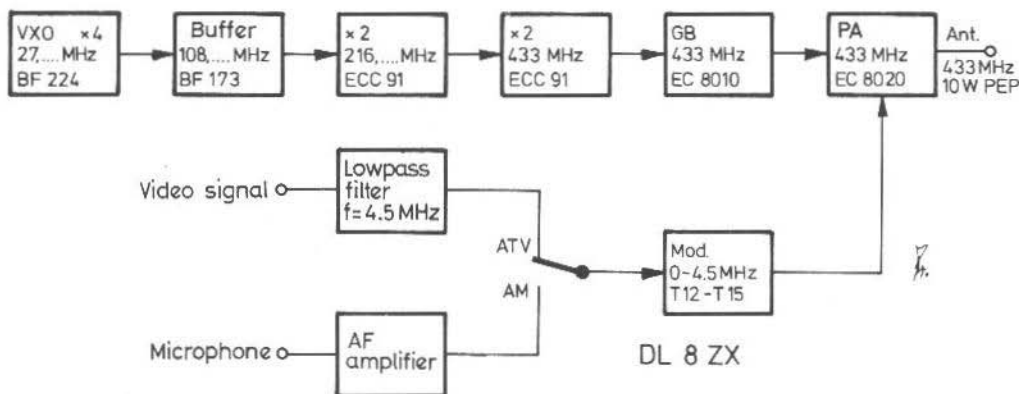 VXO ×4
27,.... MHz
BF 224
Buffer
108,.... MHz
BF 173
× 2
216,.... MHz
ECC 91
× 2
433 MHz
ECC 91
GB
433 MHz
EC 8010
PA
433 MHz
EC 8020
Ant.
433 MHz
10 W PEP
Video signal
Lowpass
filter
f = 4.5 MHz
ATV
AM
Mod.
0-4.5 MHz
T12 - T15
Microphone
AF
amplifier
DL 8 ZX